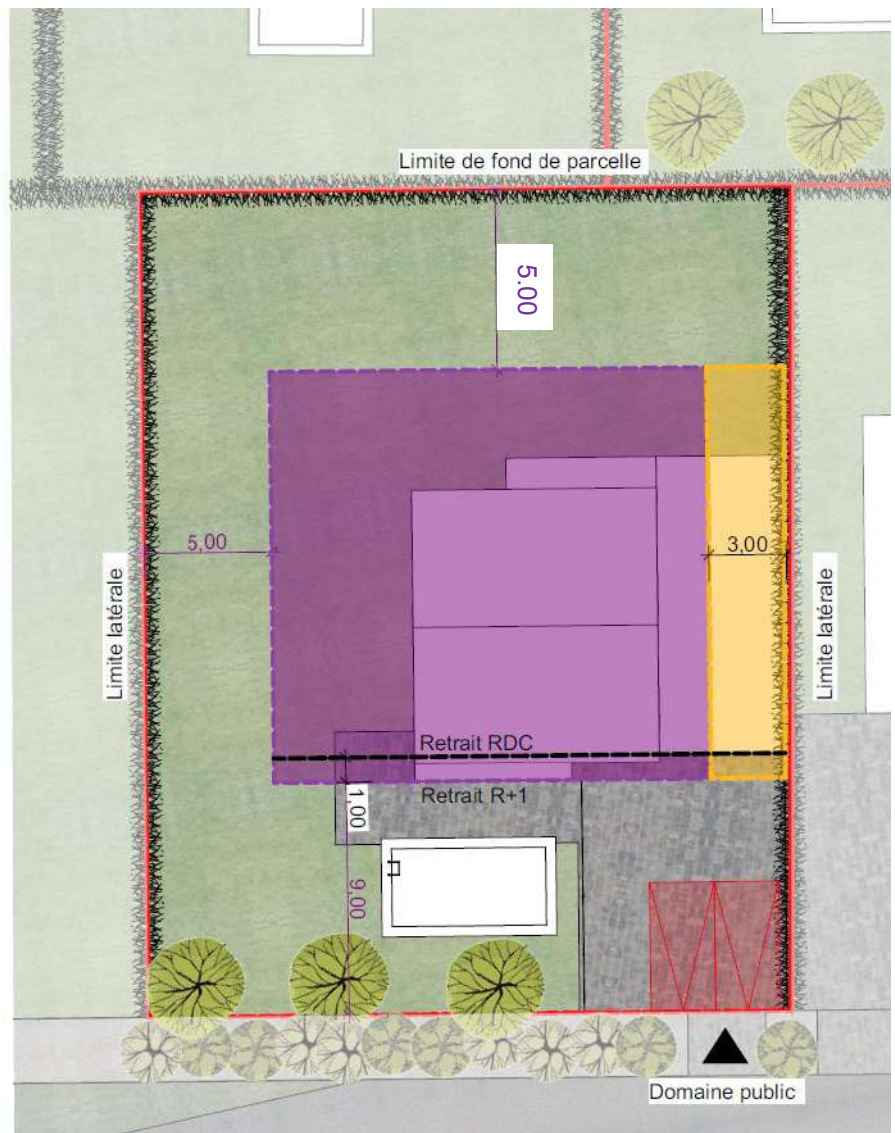 Limite de fond de parcelle
5.00
5,00
3,00
Limite latérale
Limite latérale
Retrait RDC
Retrait R+1
1,00
9,00
Domaine public